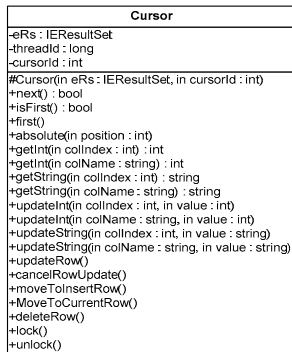 Cursor
-eRs : IEResultSet
-threadId : long
-cursorId : int
#Cursor(in eRs : IEResultSet, in cursorId : int)
+next() : bool
+isFirst() : bool
+first()
+absolute(in position : int)
+getInt(in colIndex : int) : int
+getInt(in colName : string) : int
+getString(in colIndex : int) : string
+getString(in colName : string) : string
+updateInt(in colIndex : int, in value : int)
+updateInt(in colName : string, in value : int)
+updateString(in colIndex : int, in value : int)
+updateString(in colName : string, in value : string)
+updateRow()
+cancelRowUpdate()
+moveToInsertRow()
+MoveToCurrentRow()
+deleteRow()
+lock()
+unlock()